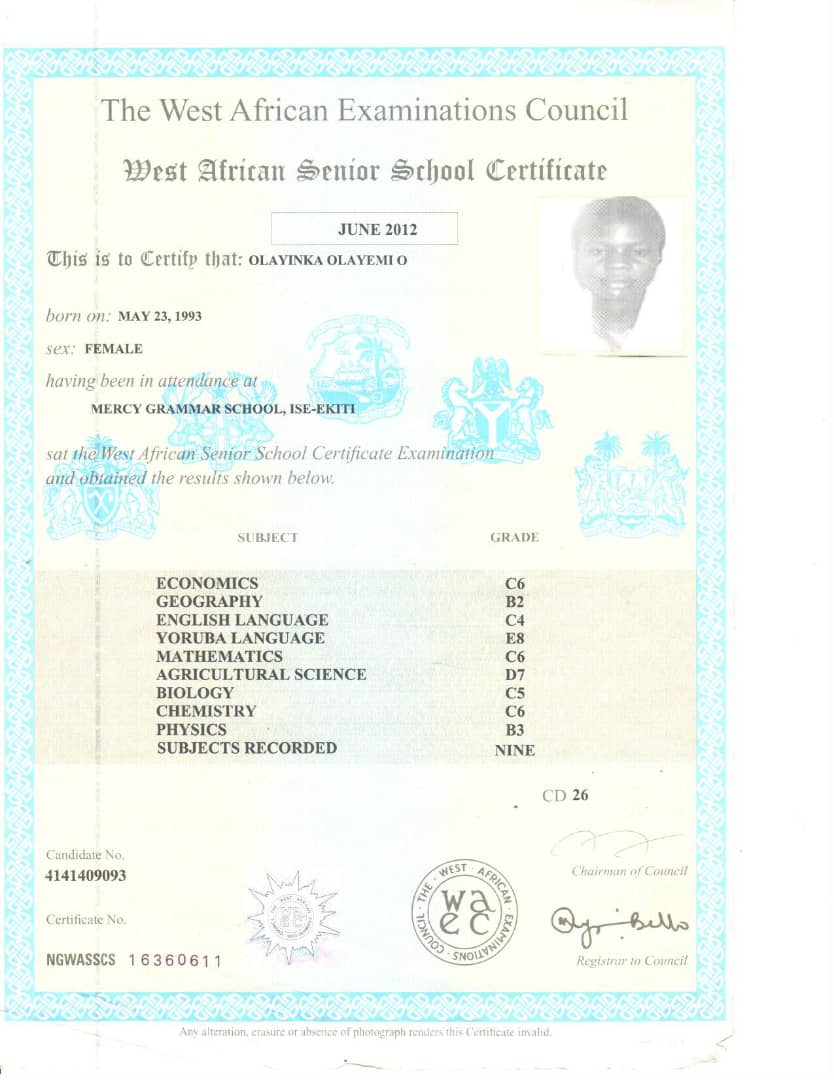 The West African Examinations Council
West African Senior School Certificate
JUNE 2012
This is to Certify that: OLAYINKA OLAYEMI O
born on: MAY 23, 1993
sex: FEMALE
having been in attendance at
MERCY GRAMMAR SCHOOL, ISE-EKITI
sat the West African Senior School Certificate Examination
and obtained the results shown below.
SUBJECT GRADE
ECONOMICS C6
GEOGRAPHY B2
ENGLISH LANGUAGE C4
YORUBA LANGUAGE E8
MATHEMATICS C6
AGRICULTURAL SCIENCE D7
BIOLOGY C5
CHEMISTRY C6
PHYSICS B3
SUBJECTS RECORDED NINE
CD 26
Candidate No.
4141409093
Chairman of Council
THE · WEST · AFRICAN · EXAMINATIONS · COUNCIL
wa
ec
Certificate No.
NGWASSCS 16360611
Bello
Registrar to Council
Any alteration, erasure or absence of photograph renders this Certificate invalid.